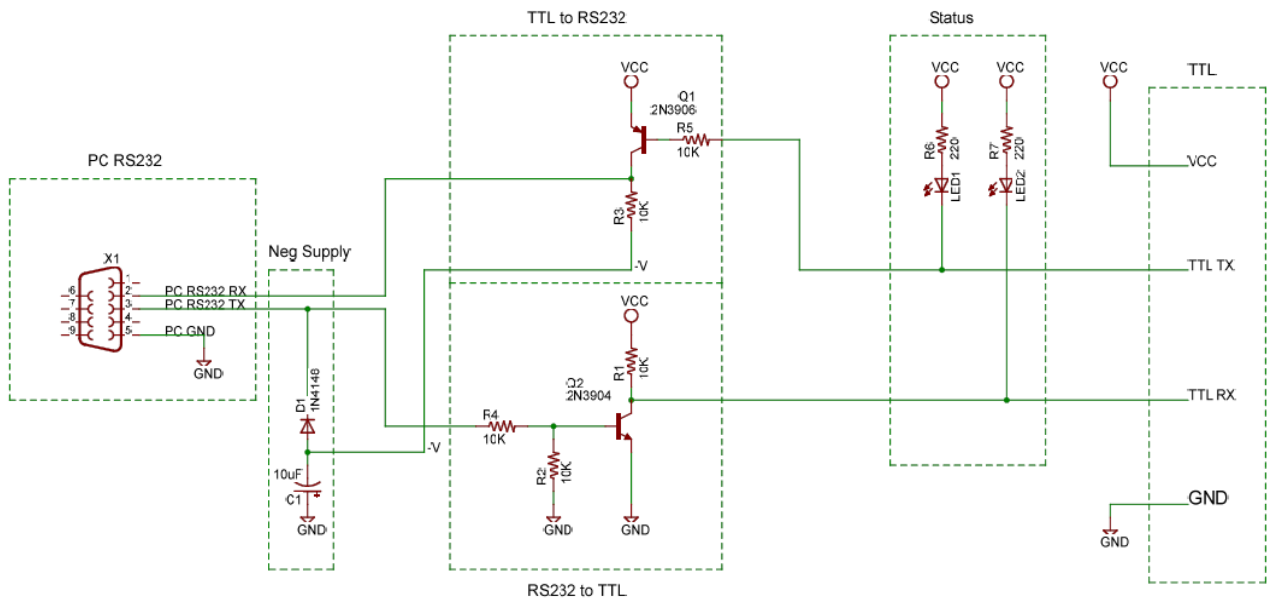 TTL to RS232
Status
VCC
Q1
2N3906
R5
10K
VCC
VCC
VCC
TTL
R6
220
LED1
R7
220
LED2
VCC
PC RS232
R3
10K
-V
Neg Supply
X1
1
6
2
7
3
8
4
9
5
PC RS232 RX
PC RS232 TX
PC GND
GND
TTL TX
VCC
R1
10K
Q2
2N3904
TTL RX
D1
1N4148
R4
10K
-V
R2
10K
10uF
C1
+
GND
GND
GND
GND
GND
RS232 to TTL